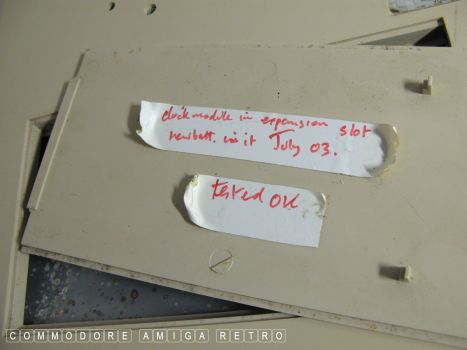 clock module in expansion slot
new batt. in it July 03.
tested OK
COMMODORE AMIGA RETRO